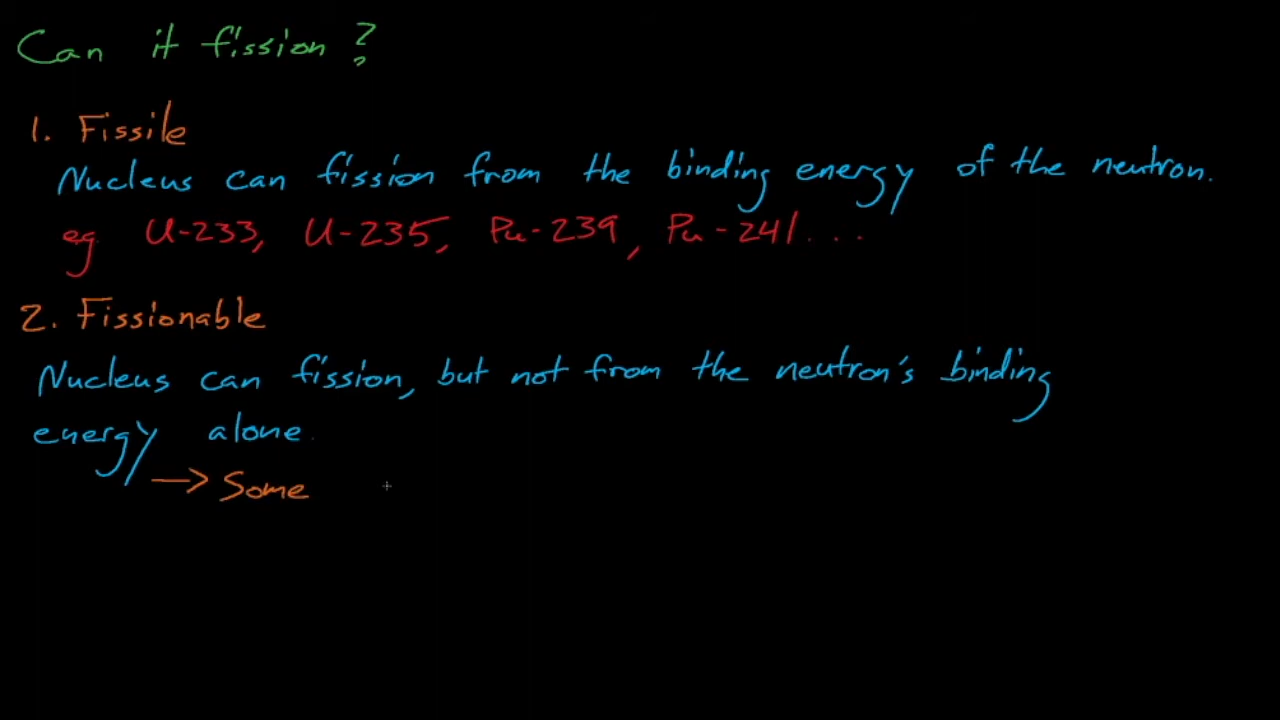 Can it fission?
1. Fissile
Nucleus can fission from the binding energy of the neutron.
eg. U-233, U-235, Pu-239, Pu-241...
2. Fissionable
Nucleus can fission, but not from the neutron's binding
energy alone.
→ Some